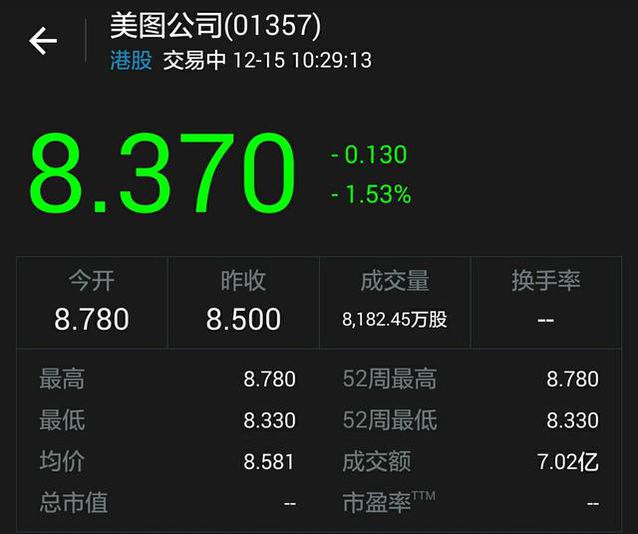 美图公司(01357)
港股 交易中 12-15 10:29:13
8.370
- 0.130
- 1.53%
今开 昨收 成交量 换手率
8.780 8.500 8,182.45万股 --
最高 8.780 52周最高 8.780
最低 8.330 52周最低 8.330
均价 8.581 成交额 7.02亿
总市值 -- 市盈率TTM --